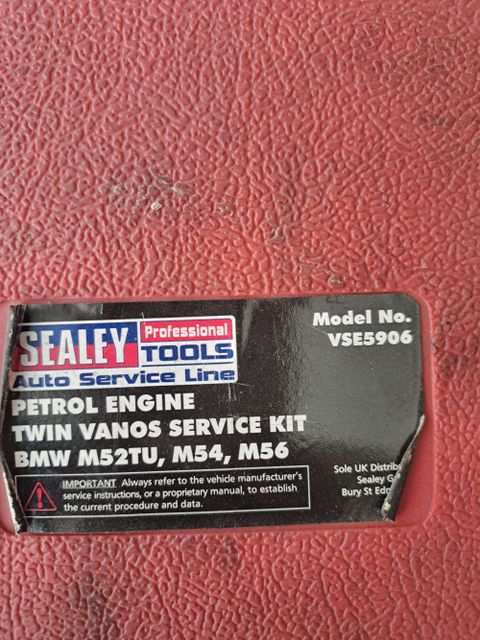 SEALEY Professional TOOLS
Auto Service Line
Model No.
VSE5906
PETROL ENGINE
TWIN VANOS SERVICE KIT
BMW M52TU, M54, M56
IMPORTANT Always refer to the vehicle manufacturer's
service instructions, or a proprietary manual, to establish
the current procedure and data.
Sole UK
Sealey
Bury St